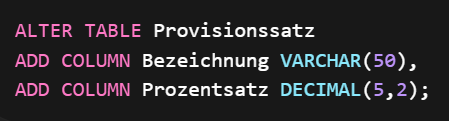 ALTER TABLE Provisionssatz
ADD COLUMN Bezeichnung VARCHAR(50),
ADD COLUMN Prozentsatz DECIMAL(5,2);